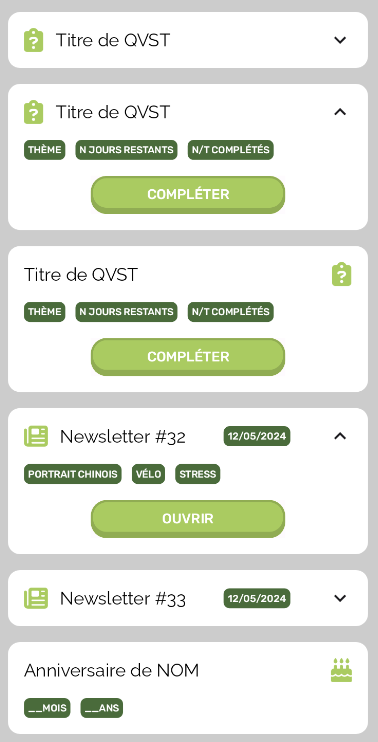 Titre de QVST
Titre de QVST
THÈME N JOURS RESTANTS N/T COMPLÉTÉS
COMPLÉTER
Titre de QVST
THÈME N JOURS RESTANTS N/T COMPLÉTÉS
COMPLÉTER
Newsletter #32 12/05/2024
PORTRAIT CHINOIS VÉLO STRESS
OUVRIR
Newsletter #33 12/05/2024
Anniversaire de NOM
__MOIS __ANS